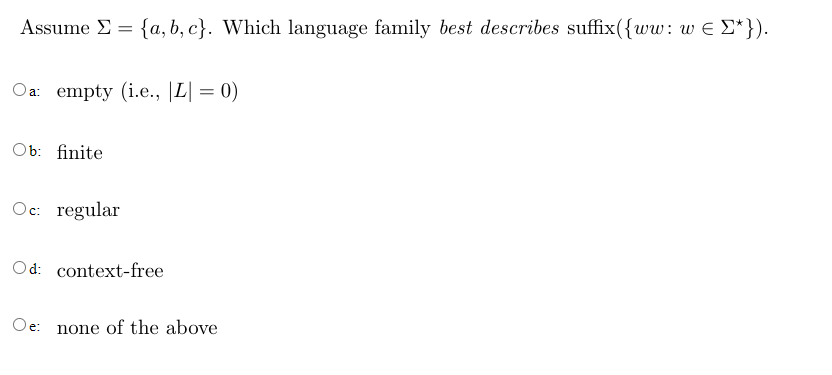 Assume Σ = {a, b, c}. Which language family best describes suffix({ww: w ∈ Σ*}).
a: empty (i.e., |L| = 0)
b: finite
c: regular
d: context-free
e: none of the above